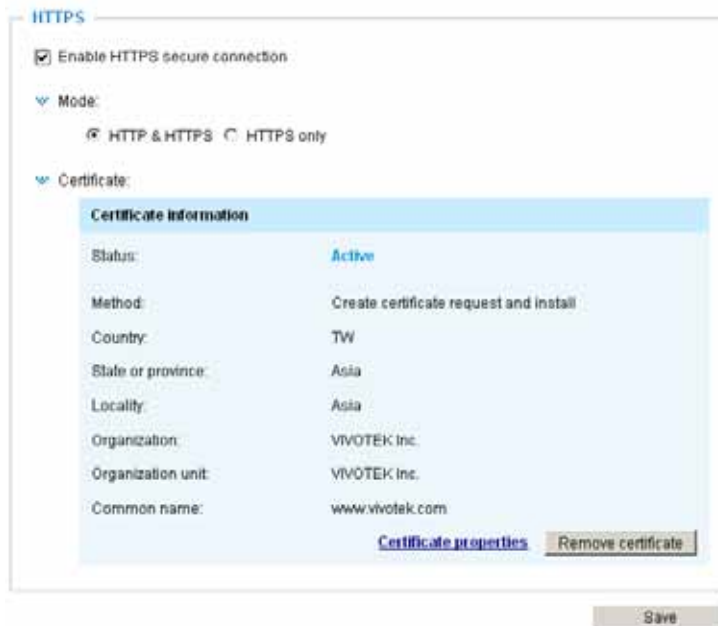 HTTPS
Enable HTTPS secure connection
Mode:
HTTP & HTTPS HTTPS only
Certificate:
Certificate information
Status: Active
Method: Create certificate request and install
Country: TW
State or province: Asia
Locality: Asia
Organization: VIVOTEK Inc.
Organization unit: VIVOTEK Inc.
Common name: www.vivotek.com
Certificate properties Remove certificate
Save